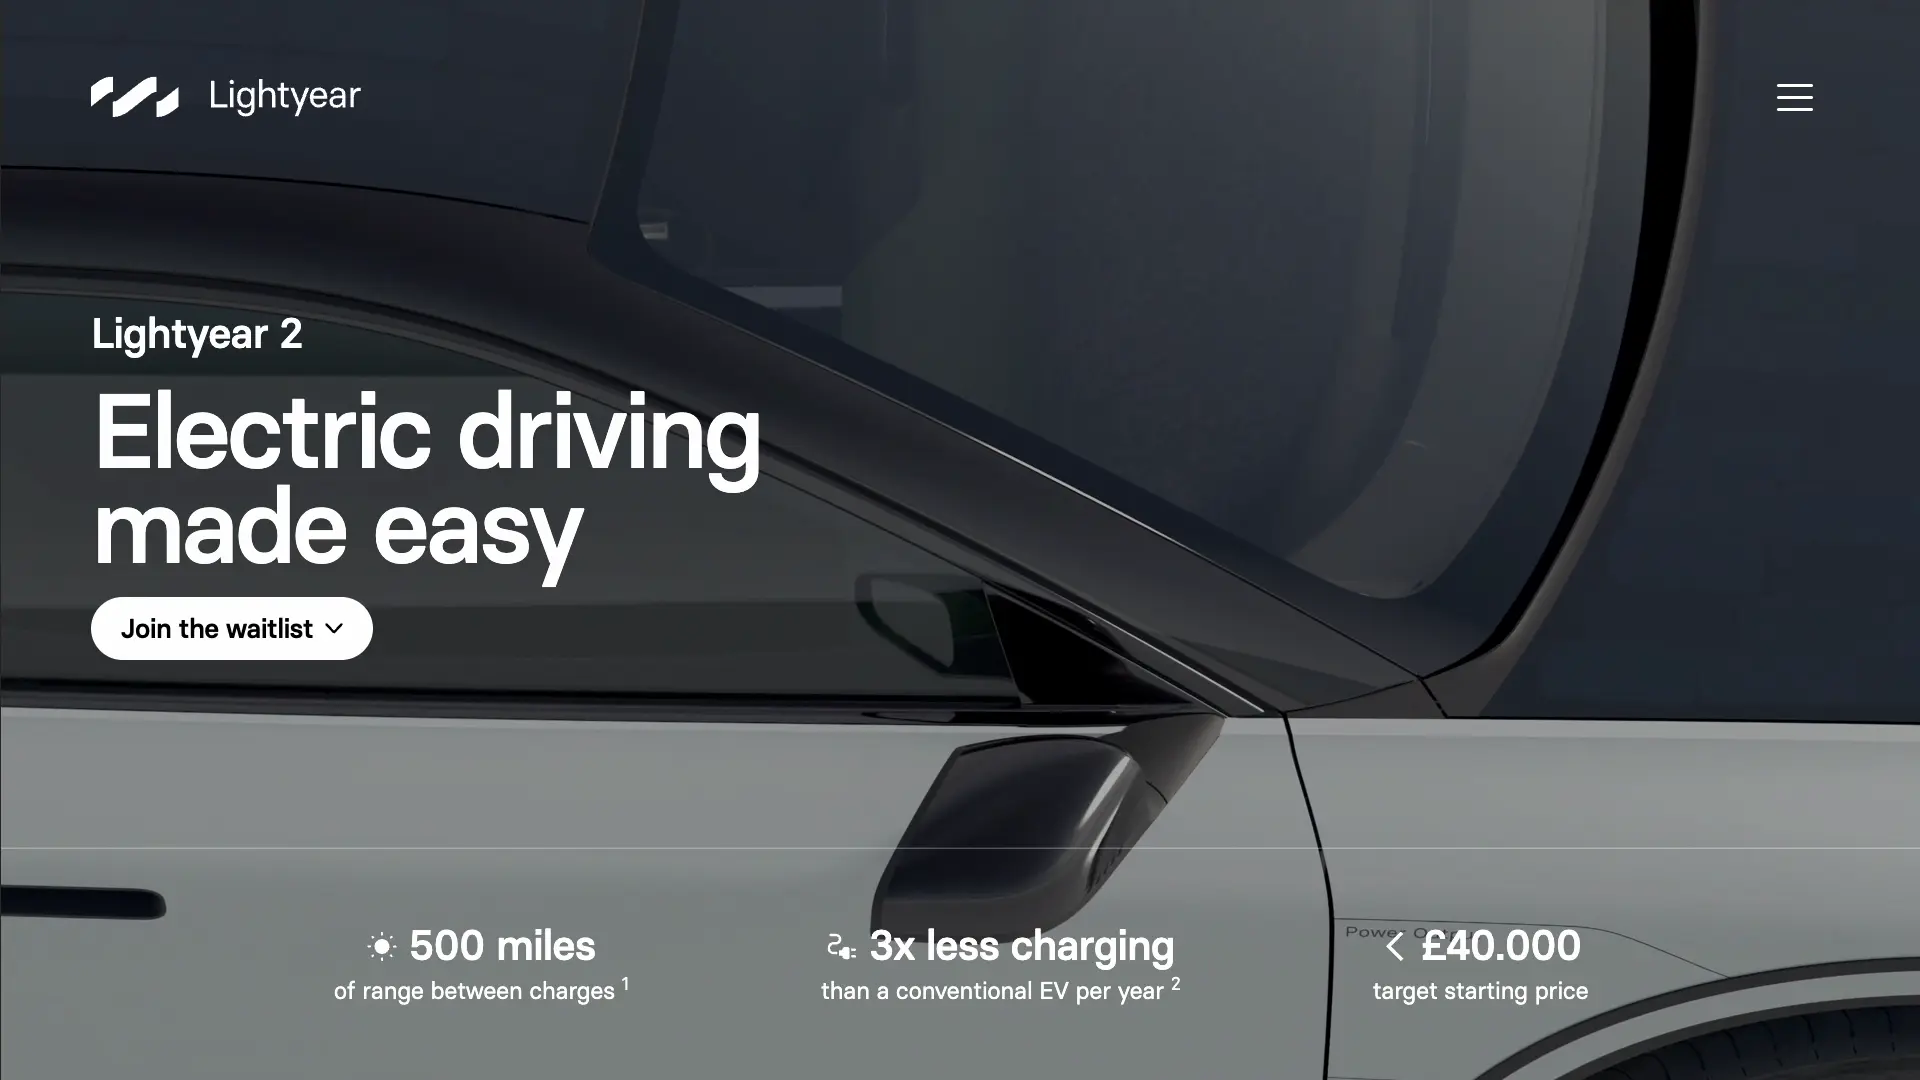 Lightyear
Lightyear 2
Electric driving
made easy
Join the waitlist
500 miles
of range between charges 1
3x less charging
than a conventional EV per year 2
Power
< £40.000
target starting price